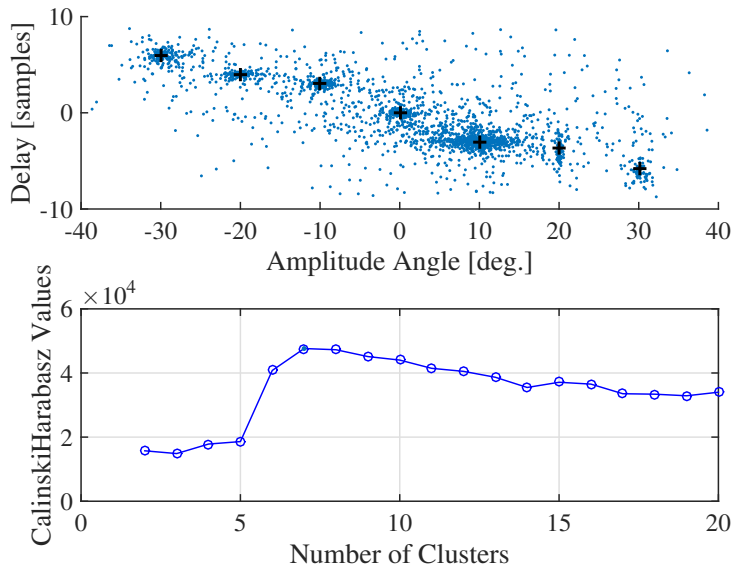 10
0
-10
Delay [samples]
-40 -30 -20 -10 0 10 20 30 40
Amplitude Angle [deg.]
×10⁴
6
4
2
0
CalinskiHarabasz Values
0 5 10 15 20
Number of Clusters